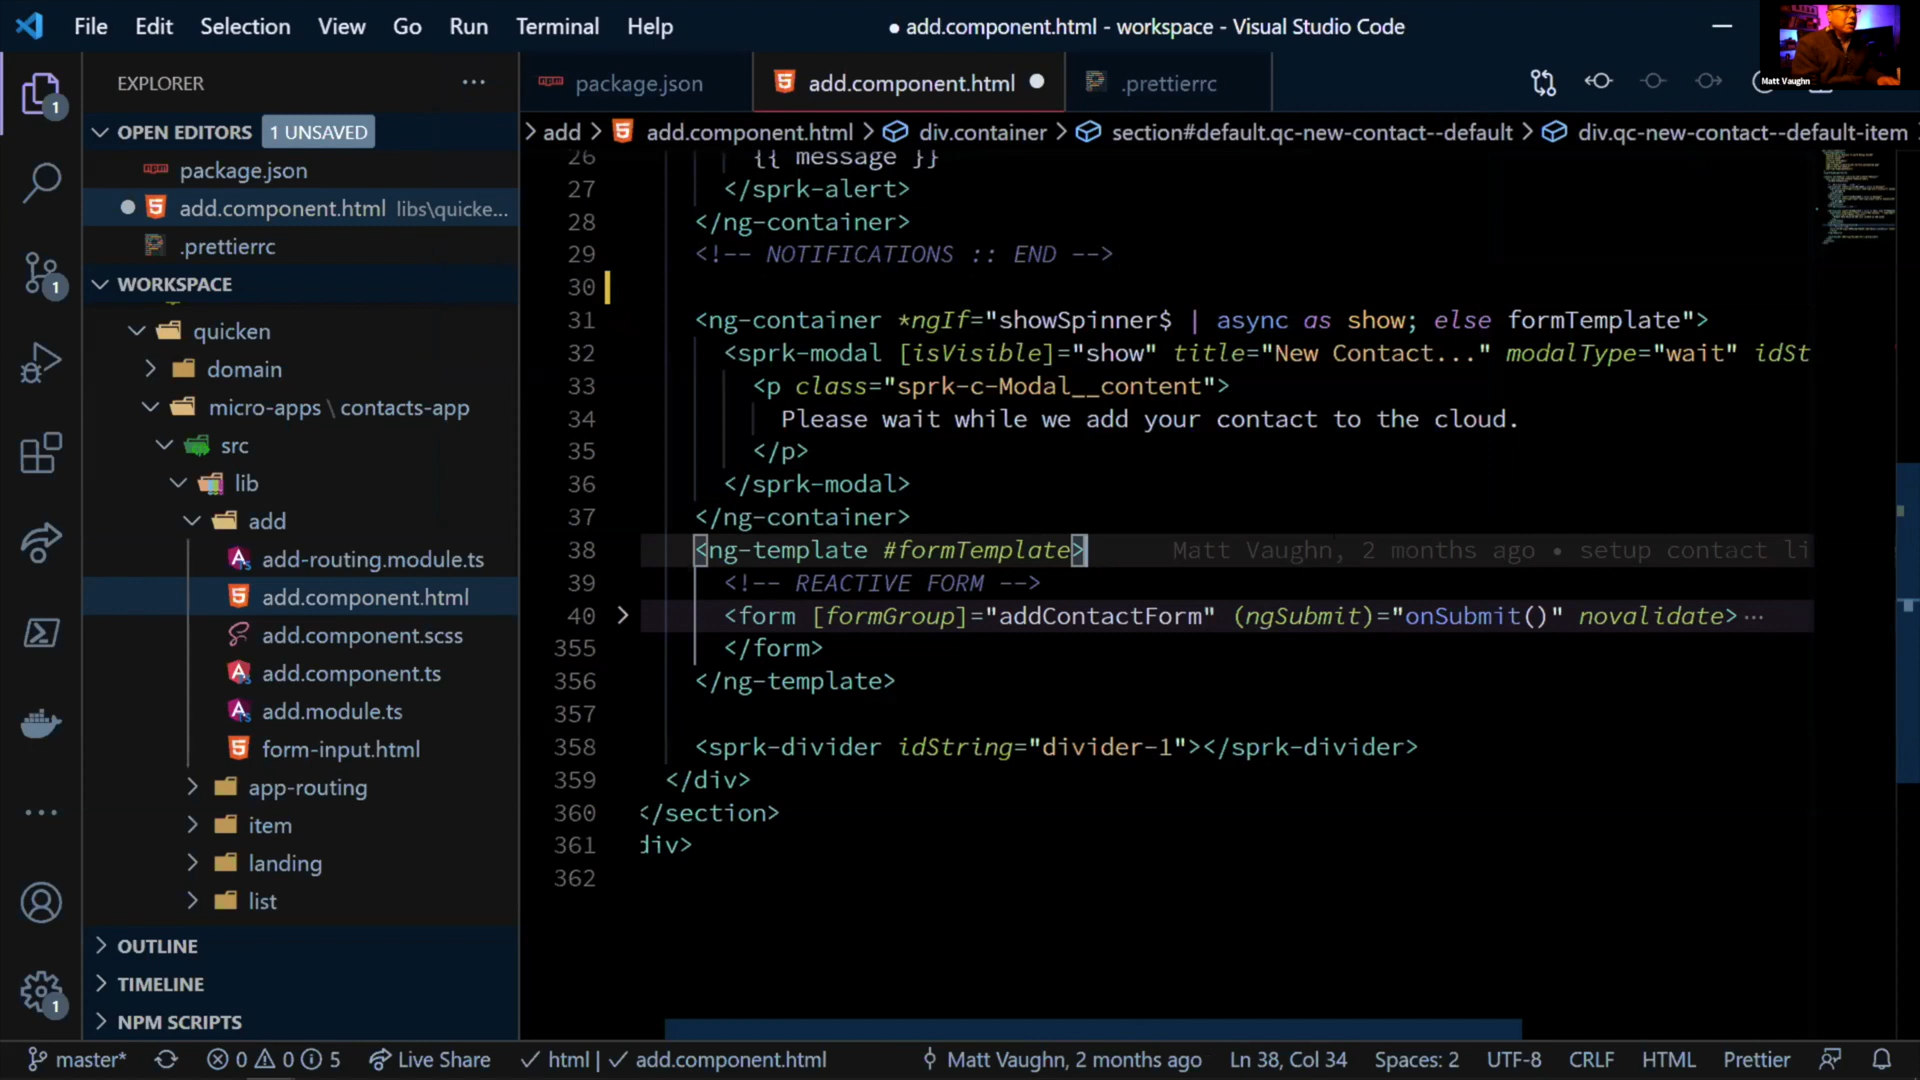 File Edit Selection View Go Run Terminal Help
● add.component.html - workspace - Visual Studio Code
Matt Vaughn
EXPLORER
OPEN EDITORS 1 UNSAVED
package.json
add.component.html libs\quicke...
.prettierrc
WORKSPACE
quicken
domain
micro-apps \ contacts-app
src
lib
add
add-routing.module.ts
add.component.html
add.component.scss
add.component.ts
add.module.ts
form-input.html
app-routing
item
landing
list
OUTLINE
TIMELINE
NPM SCRIPTS
1
1
1
package.json add.component.html .prettierrc
add > add.component.html > div.container > section#default.qc-new-contact--default > div.qc-new-contact--default-item
26 {{ message }}
27 </sprk-alert>
28 </ng-container>
29 <!-- NOTIFICATIONS :: END -->
30
31 <ng-container *ngIf="showSpinner$ | async as show; else formTemplate">
32 <sprk-modal [isVisible]="show" title="New Contact..." modalType="wait" idSt
33 <p class="sprk-c-Modal__content">
34 Please wait while we add your contact to the cloud.
35 </p>
36 </sprk-modal>
37 </ng-container>
38 <ng-template #formTemplate> Matt Vaughn, 2 months ago • setup contact li
39 <!-- REACTIVE FORM -->
40 <form [formGroup]="addContactForm" (ngSubmit)="onSubmit()" novalidate> ...
355 </form>
356 </ng-template>
357
358 <sprk-divider idString="divider-1"></sprk-divider>
359 </div>
360 </section>
361 div>
362
master* 0 0 5 Live Share html | add.component.html Matt Vaughn, 2 months ago Ln 38, Col 34 Spaces: 2 UTF-8 CRLF HTML Prettier